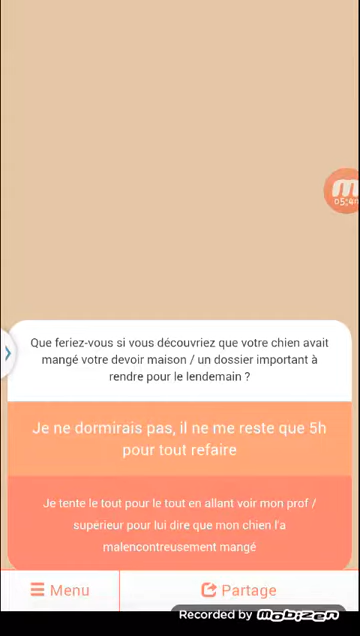 05:40
Que feriez-vous si vous découvriez que votre chien avait
mangé votre devoir maison / un dossier important à
rendre pour le lendemain ?
Je ne dormirais pas, il ne me reste que 5h
pour tout refaire
Je tente le tout pour le tout en allant voir mon prof /
supérieur pour lui dire que mon chien l'a
malencontreusement mangé
Menu
Partage
Recorded by mobizen